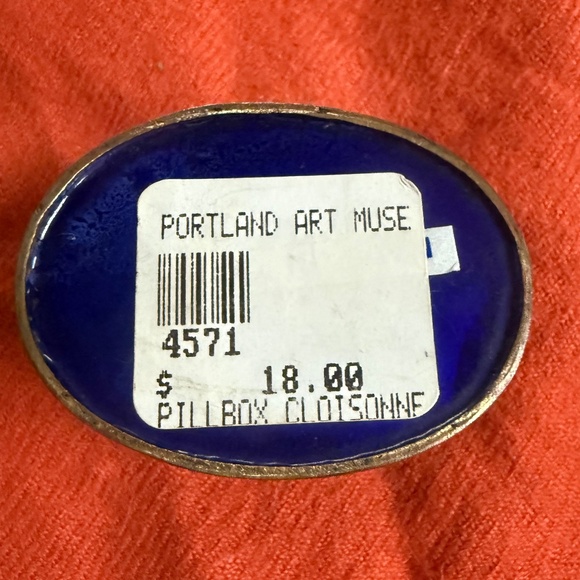 PORTLAND ART MUSE
4571
$ 18.00
PILLBOX CLOISONNE